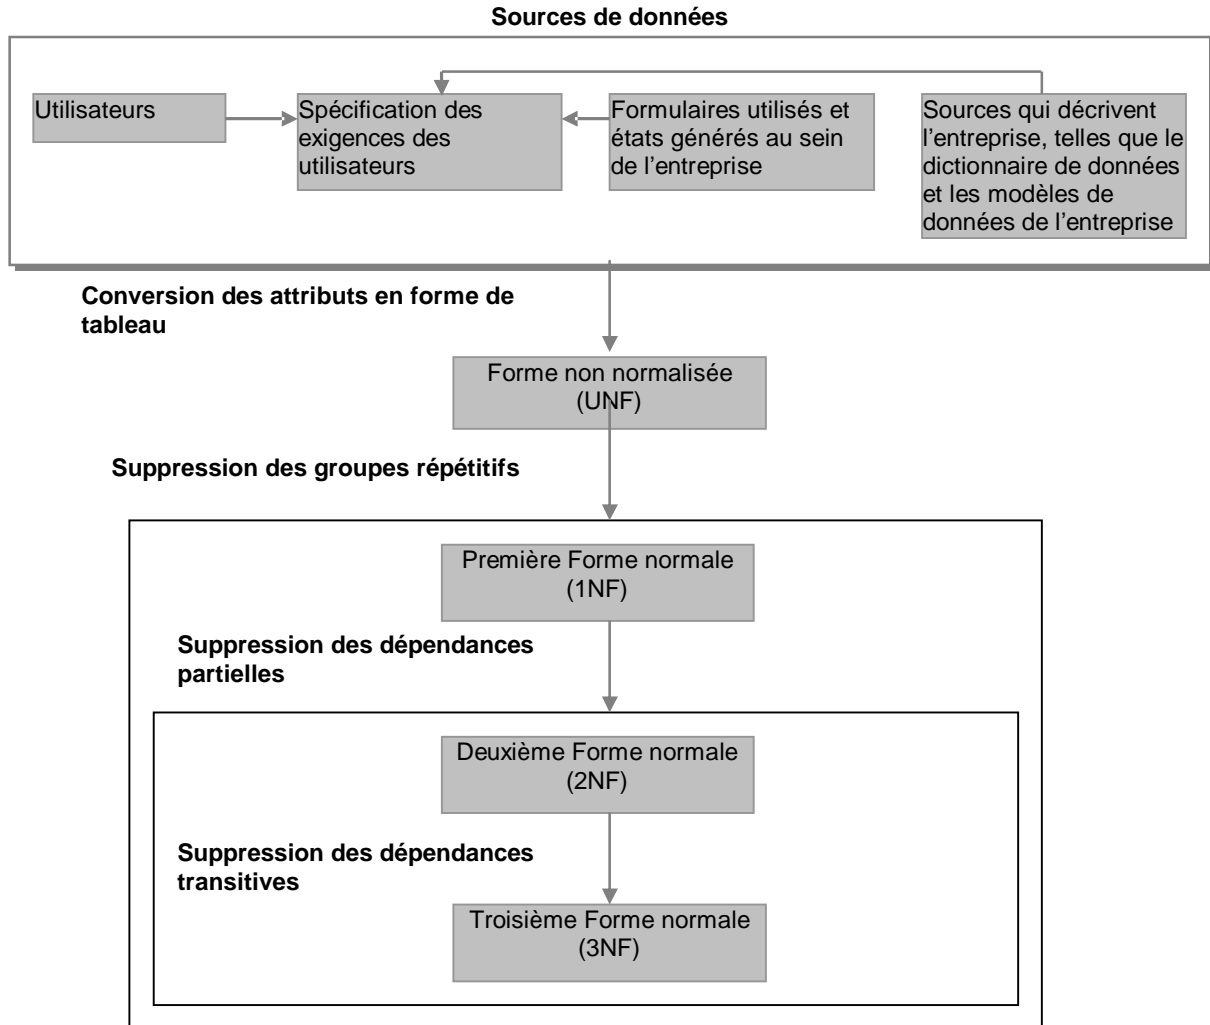 Sources de données
Utilisateurs
Spécification des
exigences des
utilisateurs
Formulaires utilisés et
états générés au sein
de l'entreprise
Sources qui décrivent
l'entreprise, telles que le
dictionnaire de données
et les modèles de
données de l'entreprise
Conversion des attributs en forme de
tableau
Forme non normalisée
(UNF)
Suppression des groupes répétitifs
Première Forme normale
(1NF)
Suppression des dépendances
partielles
Deuxième Forme normale
(2NF)
Suppression des dépendances
transitives
Troisième Forme normale
(3NF)